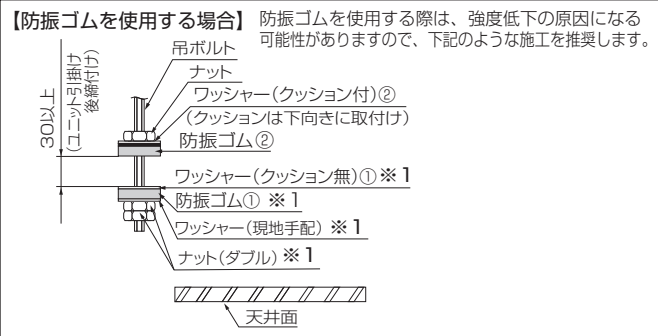 【防振ゴムを使用する場合】 防振ゴムを使用する際は、強度低下の原因になる
可能性がありますので、下記のような施工を推奨します。
吊ボルト
ナット
ワッシャー(クッション付)②
(クッションは下向きに取付け)
防振ゴム②
30以上
(ユニット引掛け
後締付け)
ワッシャー(クッション無)①※1
防振ゴム① ※1
ワッシャー(現地手配) ※1
ナット(ダブル) ※1
天井面